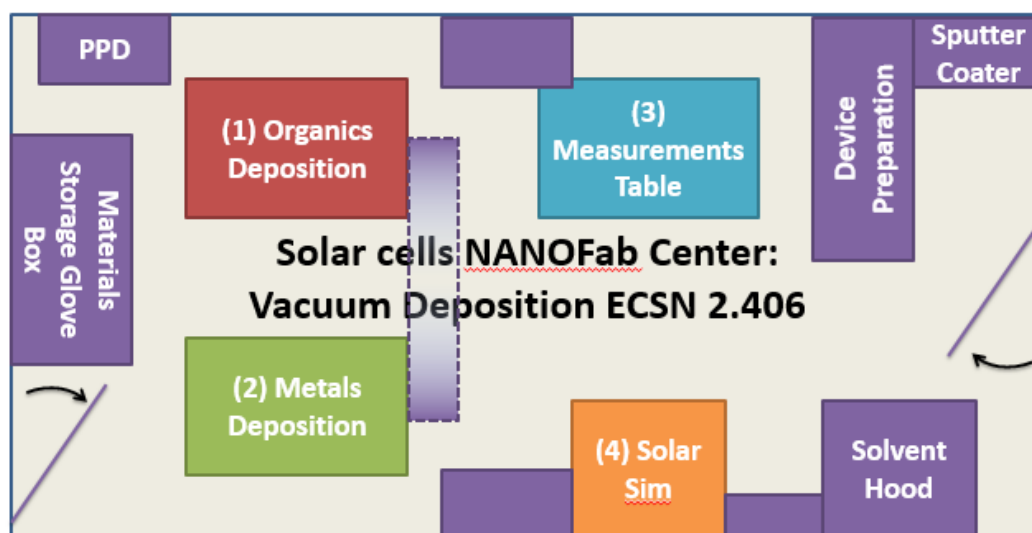 PPD
Sputter
Coater
(1) Organics
Deposition
(3)
Measurements
Table
Device
Preparation
Materials
Storage Glove
Box
Solar cells NANOFab Center:
Vacuum Deposition ECSN 2.406
(2) Metals
Deposition
(4) Solar
Sim
Solvent
Hood